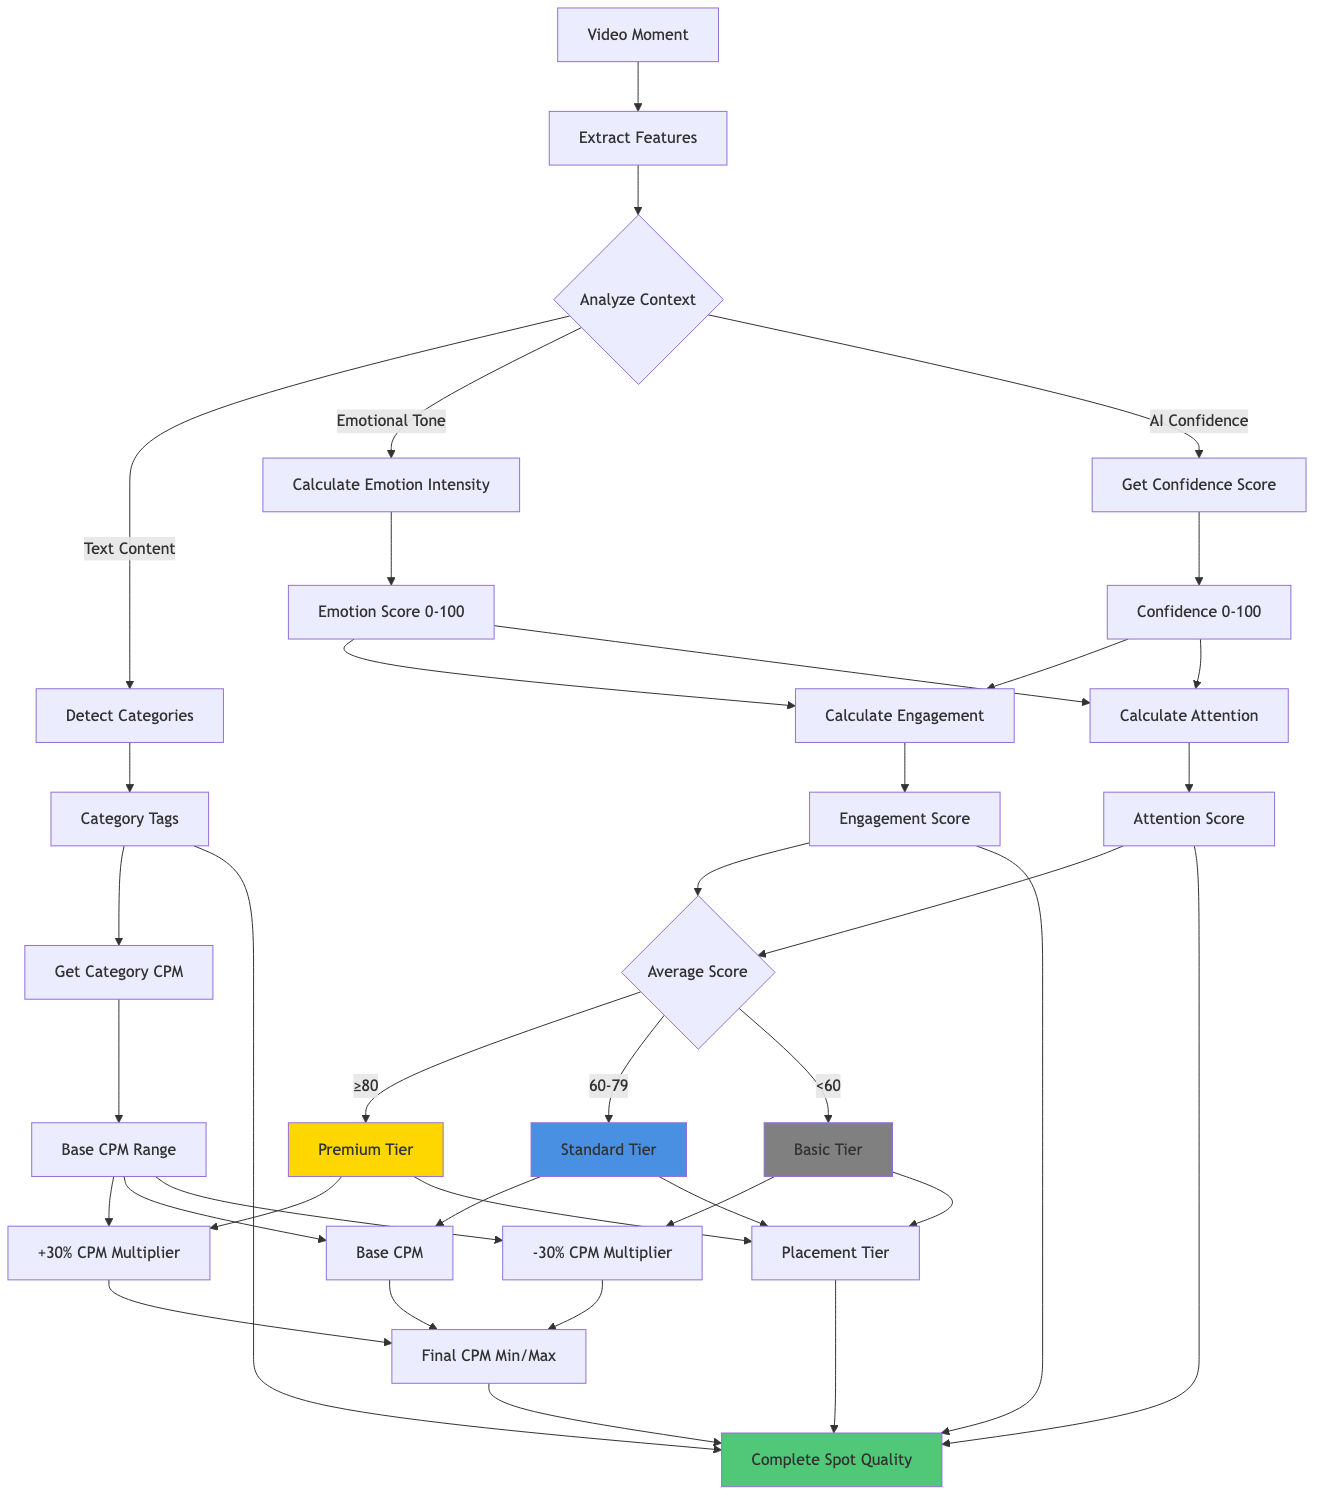 Video Moment
Extract Features
Analyze Context
Emotional Tone
AI Confidence
Calculate Emotion Intensity
Get Confidence Score
Text Content
Emotion Score 0-100
Confidence 0-100
Detect Categories
Calculate Engagement
Calculate Attention
Category Tags
Engagement Score
Attention Score
Get Category CPM
Average Score
≥80
60-79
<60
Base CPM Range
Premium Tier
Standard Tier
Basic Tier
+30% CPM Multiplier
Base CPM
-30% CPM Multiplier
Placement Tier
Final CPM Min/Max
Complete Spot Quality